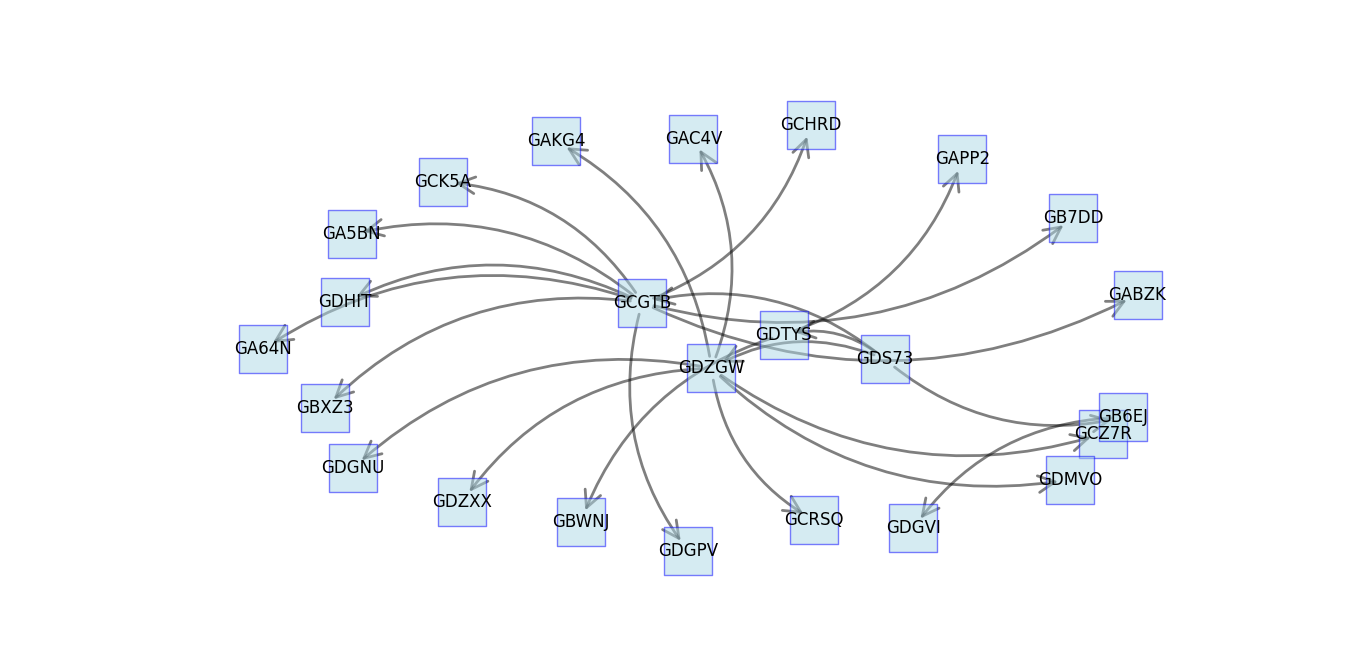 GCHRD
GAC4V
GAKG4
GAPP2
GCK5A
GB7DD
GA5BN
GABZK
GDHIT
GCGTB
GDTYS
GA64N
GDS73
GDZGW
GBXZ3
GB6EJ
GCZ7R
GDGNU
GDMVO
GDZXX
GCRSQ
GBWNJ
GDGVI
GDGPV